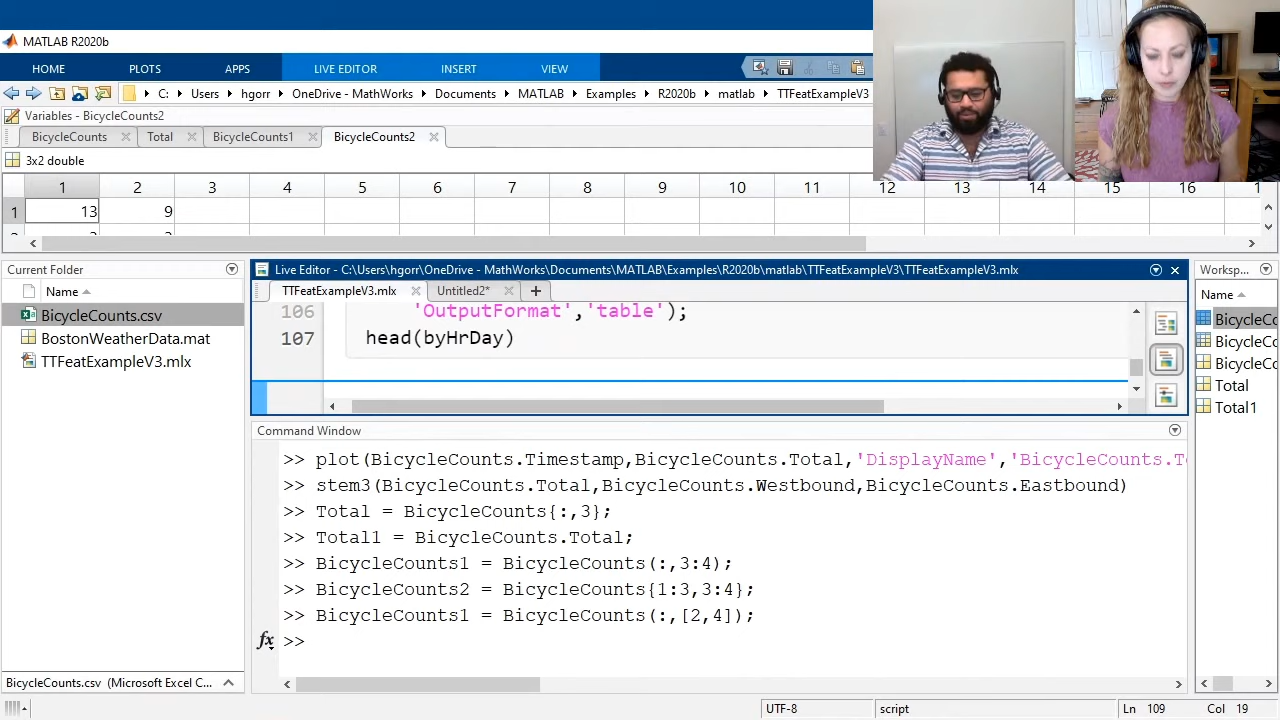 MATLAB R2020b
HOME PLOTS APPS LIVE EDITOR INSERT VIEW
C: Users hgorr OneDrive - MathWorks Documents MATLAB Examples R2020b matlab TTFeatExampleV3
Variables - BicycleCounts2
BicycleCounts Total BicycleCounts1 BicycleCounts2
3x2 double
1 2 3 4 5 6 7 8 9 10 11 12 13 14 15 16 1
1 13 9
Current Folder
Name
BicycleCounts.csv
BostonWeatherData.mat
TTFeatExampleV3.mlx
BicycleCounts.csv (Microsoft Excel C...
Live Editor - C:\Users\hgorr\OneDrive - MathWorks\Documents\MATLAB\Examples\R2020b\matlab\TTFeatExampleV3\TTFeatExampleV3.mlx
TTFeatExampleV3.mlx Untitled2* +
106 'OutputFormat','table');
107 head(byHrDay)
Command Window
>> plot(BicycleCounts.Timestamp,BicycleCounts.Total,'DisplayName','BicycleCounts.T
>> stem3(BicycleCounts.Total,BicycleCounts.Westbound,BicycleCounts.Eastbound)
>> Total = BicycleCounts{:,3};
>> Total1 = BicycleCounts.Total;
>> BicycleCounts1 = BicycleCounts(:,3:4);
>> BicycleCounts2 = BicycleCounts{1:3,3:4};
>> BicycleCounts1 = BicycleCounts(:,[2,4]);
fx >>
Worksp...
Name
BicycleCo
BicycleCo
BicycleCo
Total
Total1
UTF-8 script Ln 109 Col 19